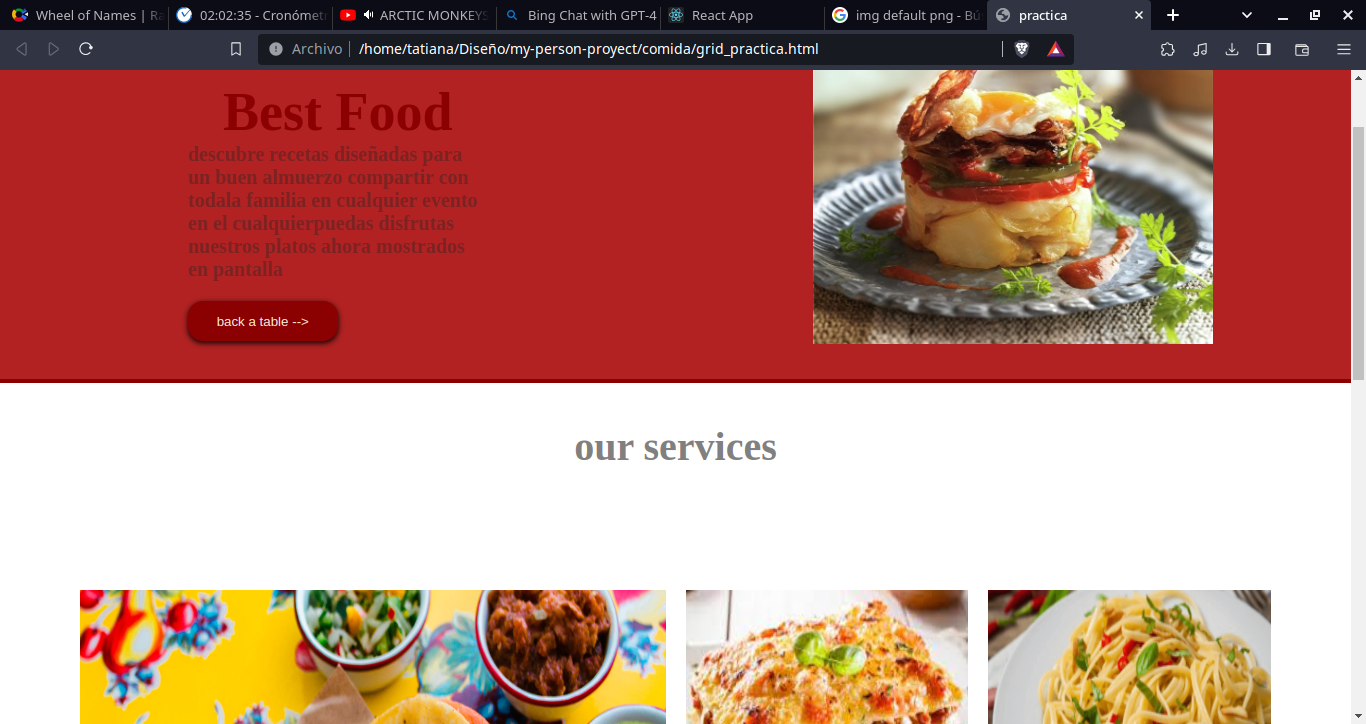 Wheel of Names | Ra
02:02:35 - Cronómetr
ARCTIC MONKEYS
Bing Chat with GPT-4
React App
img default png - Bú
practica
Archivo
/home/tatiana/Diseño/my-person-proyect/comida/grid_practica.html
Best Food
descubre recetas diseñadas para
un buen almuerzo compartir con
todala familia en cualquier evento
en el cualquierpuedas disfrutas
nuestros platos ahora mostrados
en pantalla
back a table -->
our services